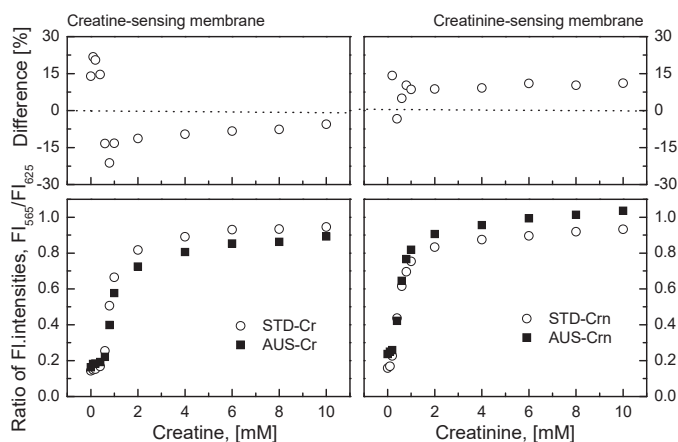 Creatine-sensing membrane
Creatinine-sensing membrane
Difference [%]
30
15
0
-15
-30
30
15
0
-15
-30
Ratio of Fl.intensities, FI565/FI625
1.0
0.8
0.6
0.4
0.2
0.0
STD-Cr
AUS-Cr
STD-Crn
AUS-Crn
1.0
0.8
0.6
0.4
0.2
0.0
0 2 4 6 8 10
0 2 4 6 8 10
Creatine, [mM]
Creatinine, [mM]